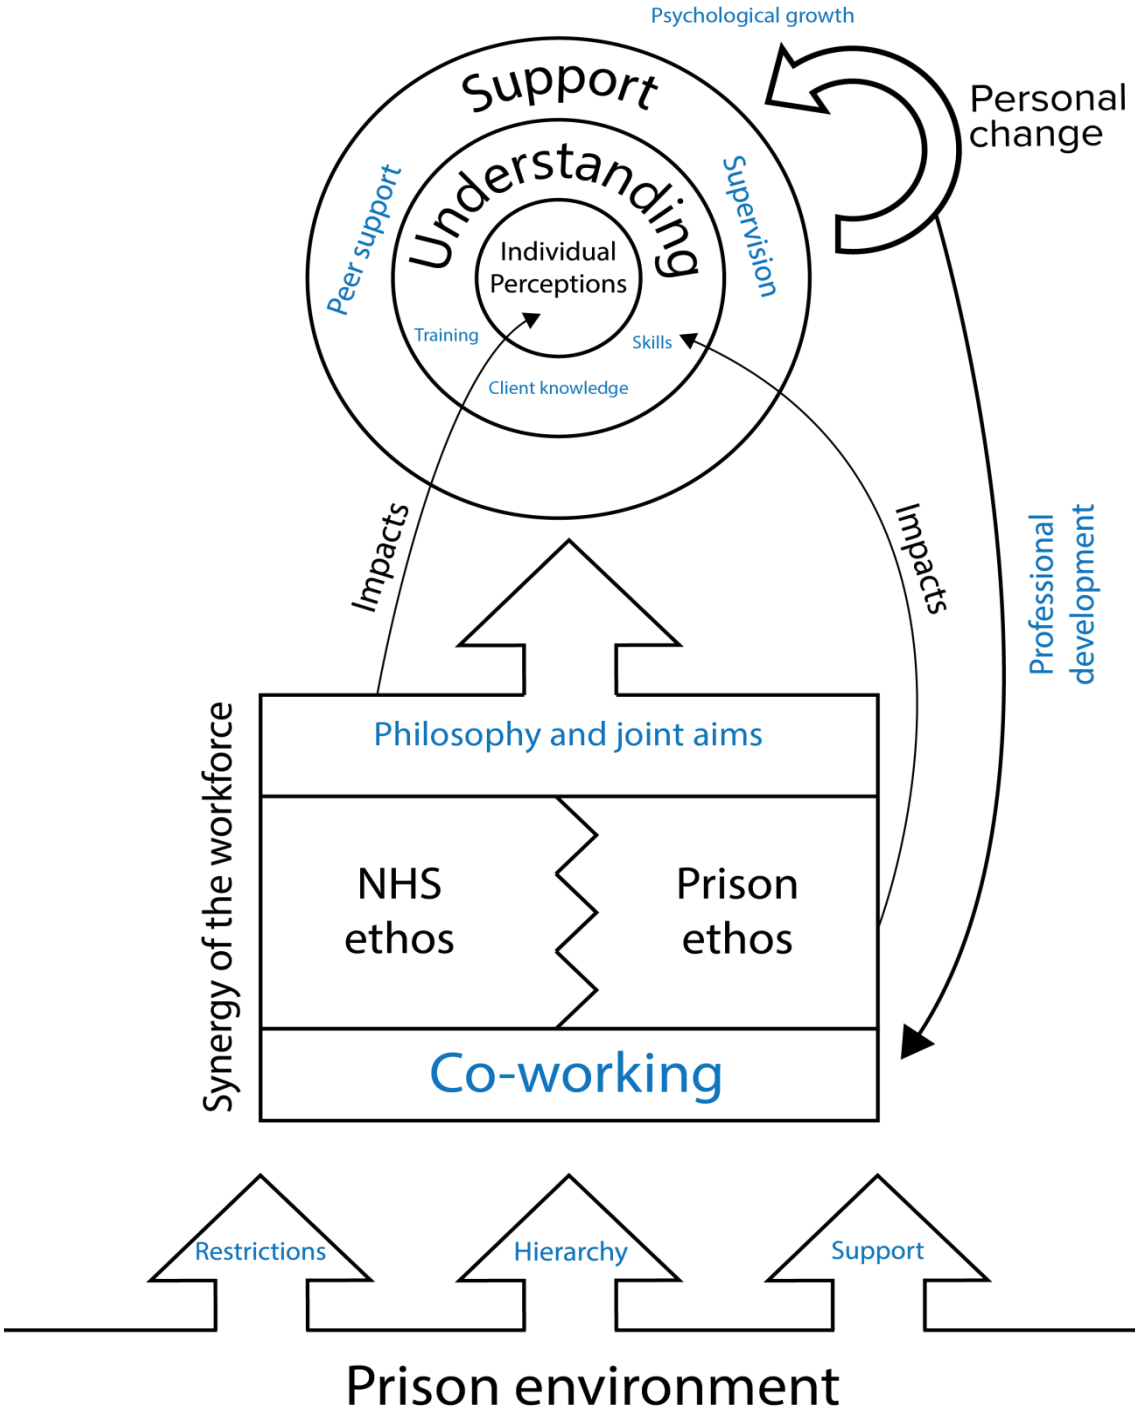 Psychological growth
Support
Personal
change
Understanding
Peer support
Supervision
Individual
Perceptions
Training
Skills
Client knowledge
Impacts
Impacts
Professional
development
Synergy of the workforce
Philosophy and joint aims
NHS
ethos
Prison
ethos
Co-working
Restrictions
Hierarchy
Support
Prison environment